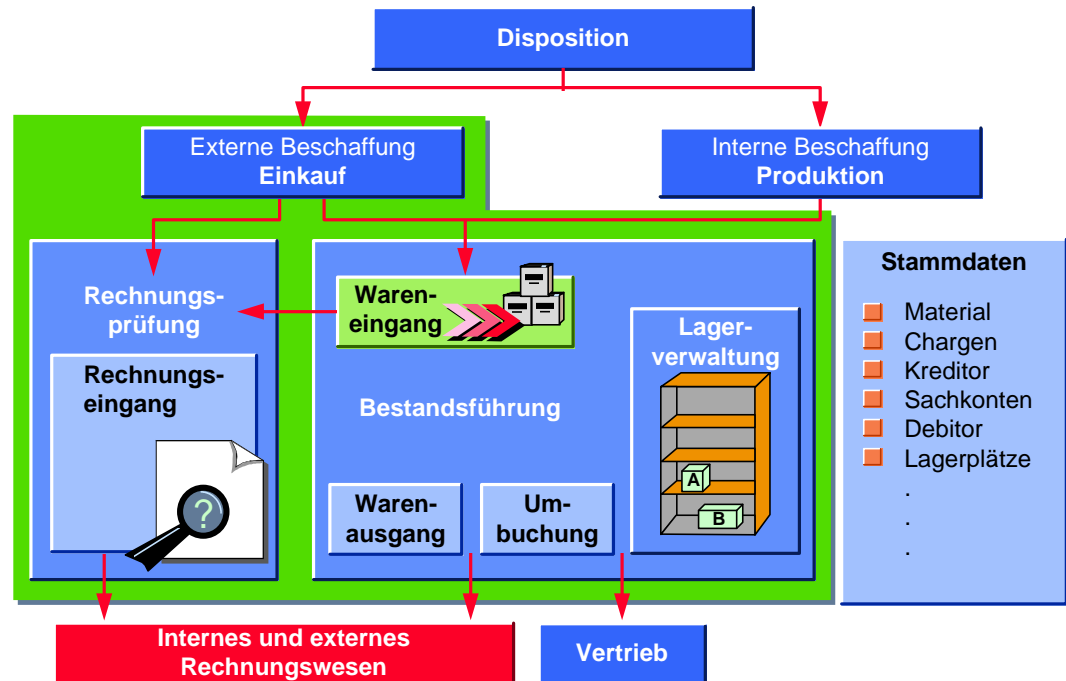 Disposition
Externe Beschaffung
Einkauf
Interne Beschaffung
Produktion
Rechnungs-
prüfung
Rechnungs-
eingang
?
Waren-
eingang
Bestandsführung
Waren-
ausgang
Um-
buchung
Lager-
verwaltung
A
B
Stammdaten
Material
Chargen
Kreditor
Sachkonten
Debitor
Lagerplätze
.
.
.
Internes und externes
Rechnungswesen
Vertrieb